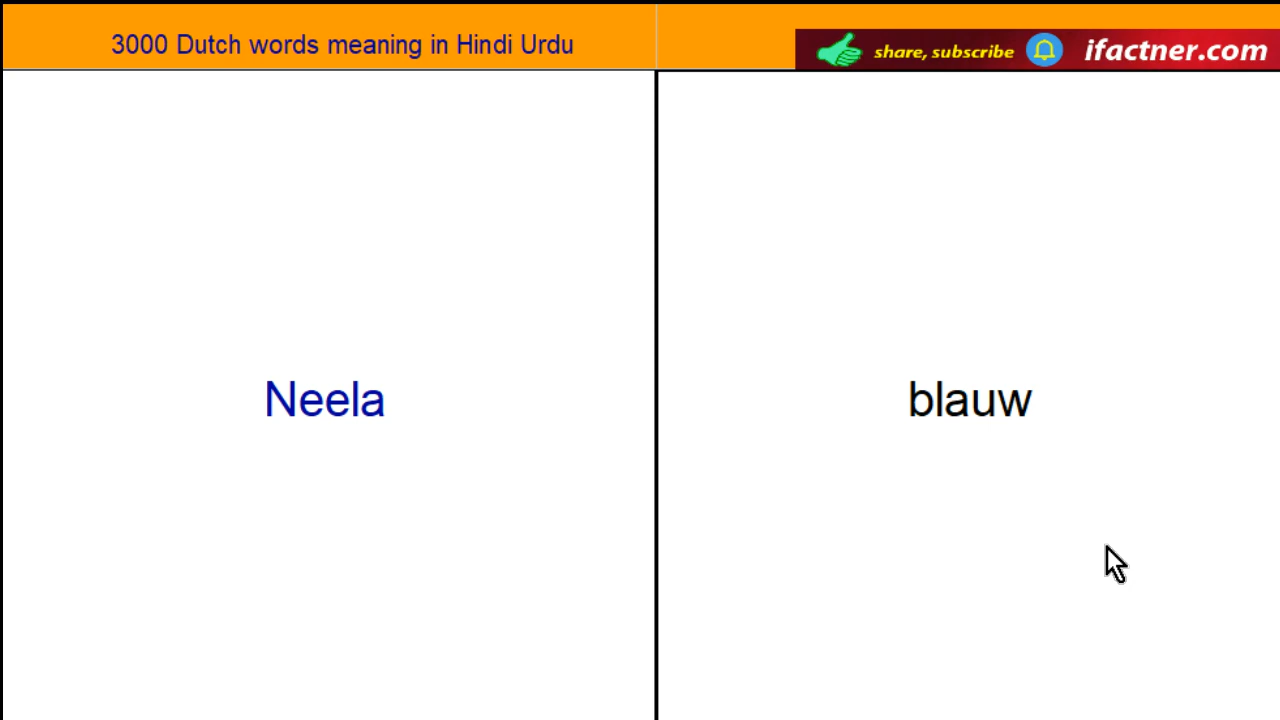 3000 Dutch words meaning in Hindi Urdu
share, subscribe
ifactner.com
Neela
blauw